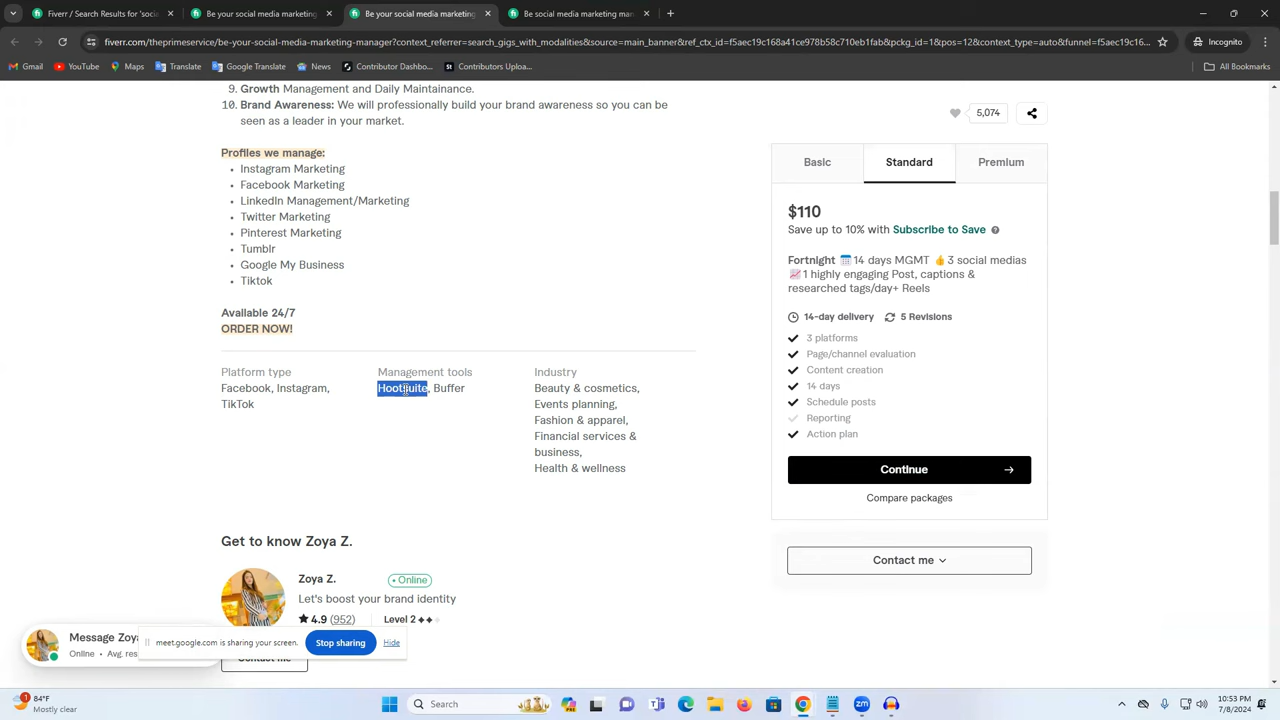 Fiverr / Search Results for 'soci
Be your social media marketing
Be your social media marketing
Be social media marketing man
fiverr.com/theprimeservice/be-your-social-media-marketing-manager?context_referrer=search_gigs_with_modalities&source=main_banner&ref_ctx_id=f5aec19c168a41ce978b58c710eb1fab&pckg_id=1&pos=12&context_type=auto&funnel=f5aec19c16...
Incognito
Gmail
YouTube
Maps
Translate
Google Translate
News
Contributor Dashbo...
Contributors Uploa...
All Bookmarks
9. Growth Management and Daily Maintainance.
10. Brand Awareness: We will professionally build your brand awareness so you can be
seen as a leader in your market.
Profiles we manage:
• Instagram Marketing
• Facebook Marketing
• LinkedIn Management/Marketing
• Twitter Marketing
• Pinterest Marketing
• Tumblr
• Google My Business
• Tiktok
Available 24/7
ORDER NOW!
Platform type
Facebook, Instagram,
TikTok
Management tools
Hootsuite, Buffer
Industry
Beauty & cosmetics,
Events planning,
Fashion & apparel,
Financial services &
business,
Health & wellness
Get to know Zoya Z.
Zoya Z.
• Online
Let's boost your brand identity
4.9 (952)
Level 2
Contact me
Message Zoya
Online • Avg. res
meet.google.com is sharing your screen.
Stop sharing
Hide
5,074
Basic
Standard
Premium
$110
Save up to 10% with Subscribe to Save
Fortnight 14 days MGMT 3 social medias
1 highly engaging Post, captions &
researched tags/day+ Reels
14-day delivery
5 Revisions
3 platforms
Page/channel evaluation
Content creation
14 days
Schedule posts
Reporting
Action plan
Continue
Compare packages
Contact me
84°F
Mostly clear
Search
10:53 PM
7/8/2024